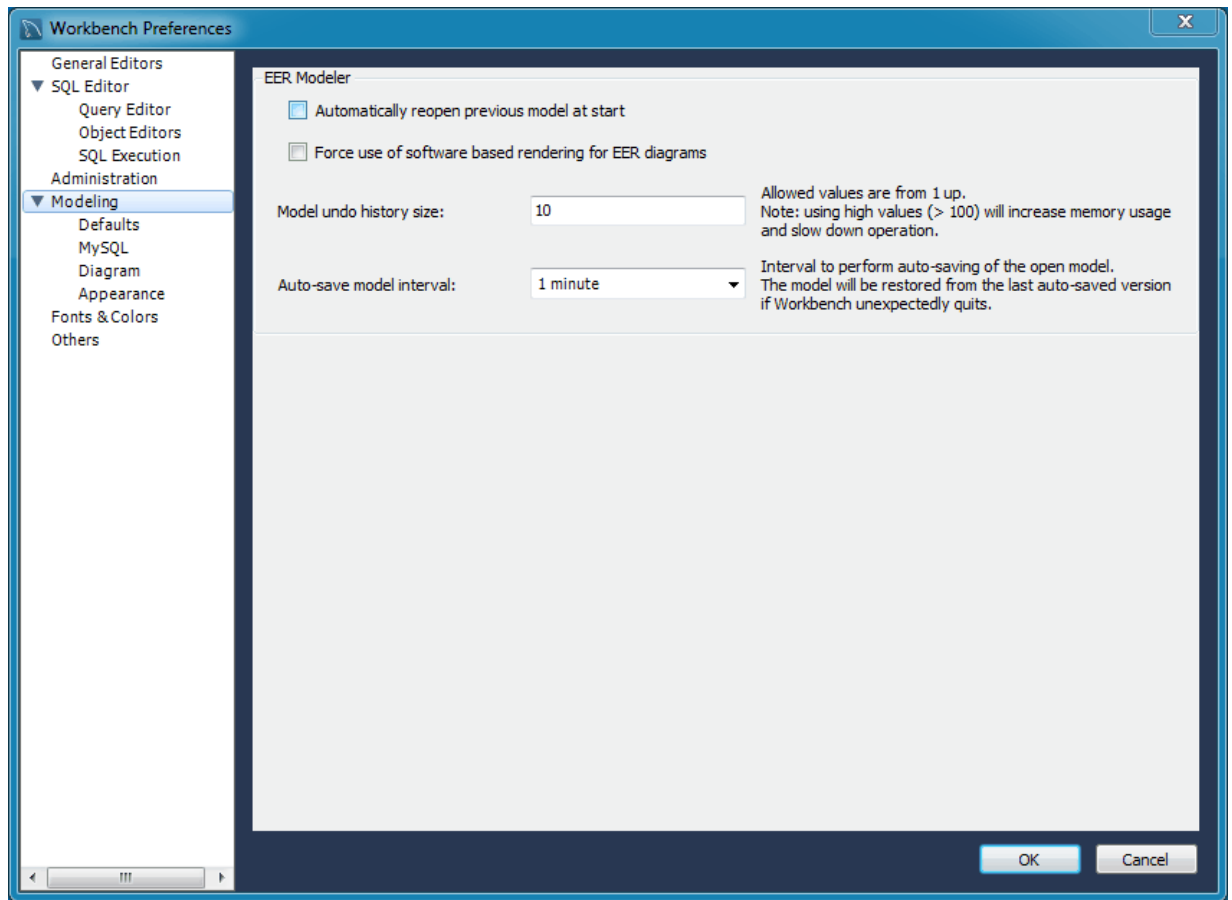 Workbench Preferences
General Editors
SQL Editor
Query Editor
Object Editors
SQL Execution
Administration
Modeling
Defaults
MySQL
Diagram
Appearance
Fonts & Colors
Others
EER Modeler
Automatically reopen previous model at start
Force use of software based rendering for EER diagrams
Model undo history size:
10
Allowed values are from 1 up.
Note: using high values (> 100) will increase memory usage
and slow down operation.
Auto-save model interval:
1 minute
Interval to perform auto-saving of the open model.
The model will be restored from the last auto-saved version
if Workbench unexpectedly quits.
OK
Cancel